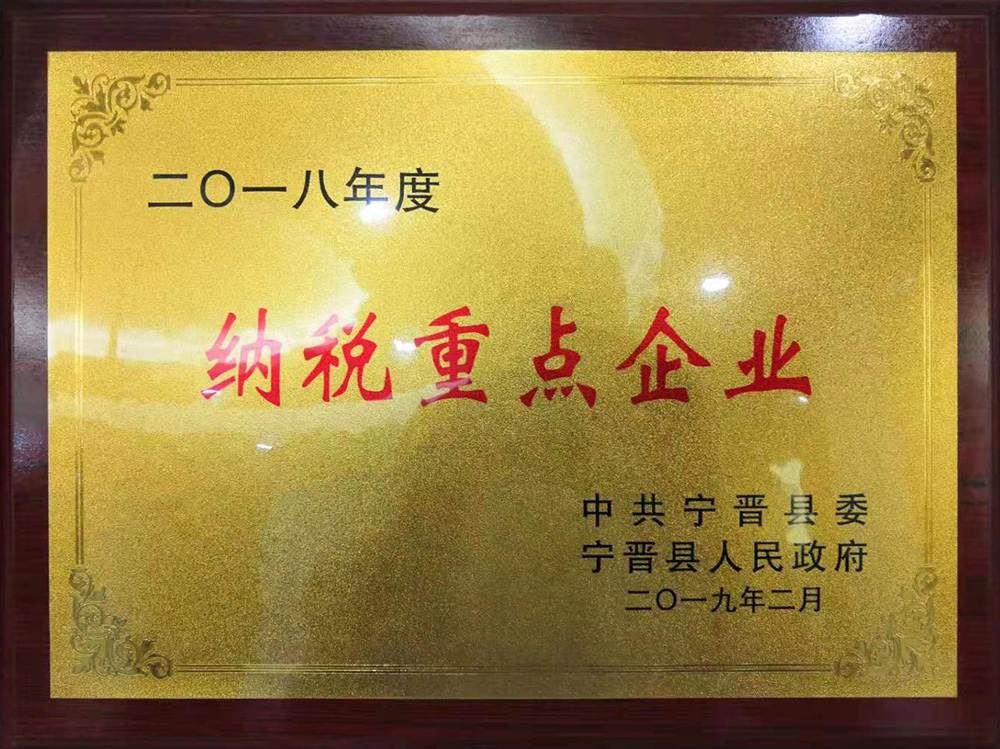 二〇一八年度
纳税重点企业
中共宁晋县委
宁晋县人民政府
二〇一九年二月